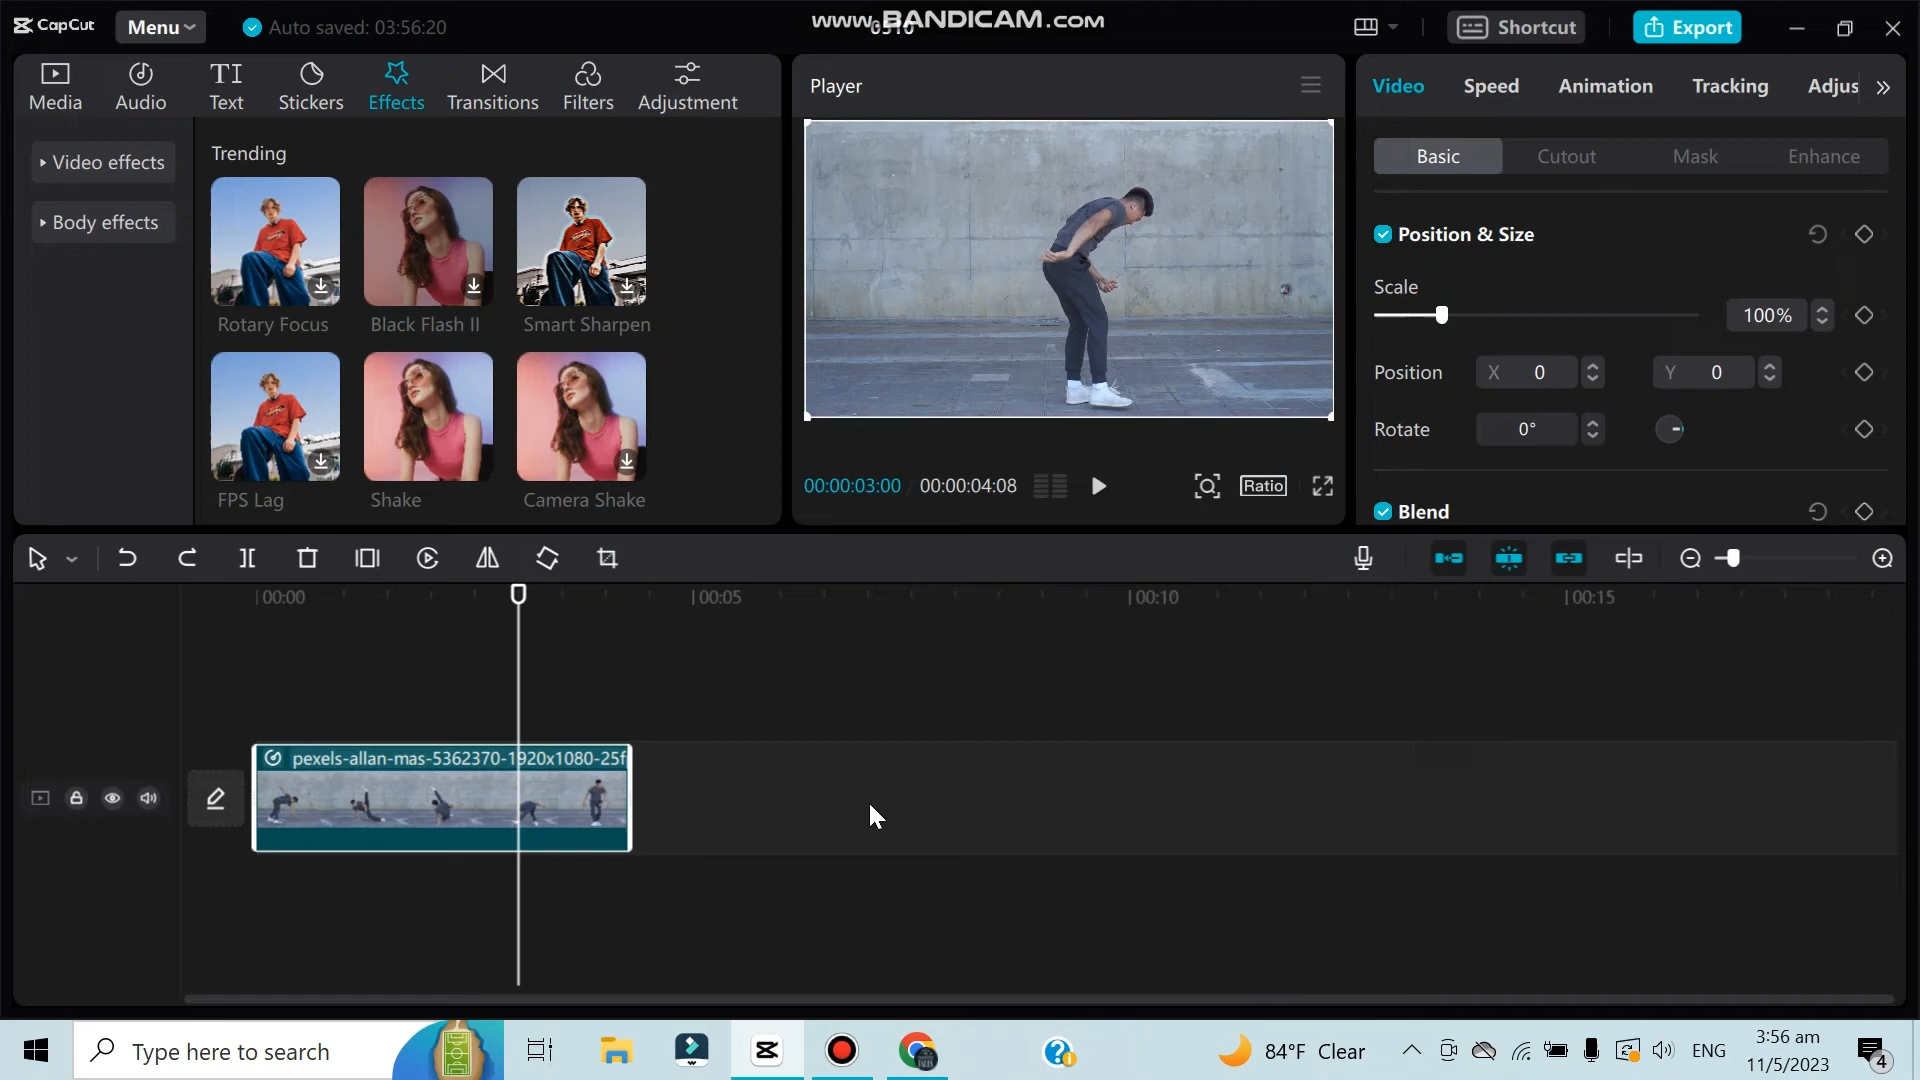 CapCut
Menu
Auto saved: 03:56:20
www.BANDICAM.com
Shortcut
Export
Media
Audio
TI
Text
Stickers
Effects
Transitions
Filters
Adjustment
Video effects
Body effects
Trending
Rotary Focus
Black Flash II
Smart Sharpen
FPS Lag
Shake
Camera Shake
Player
00:00:03:00
00:00:04:08
Ratio
Video
Speed
Animation
Tracking
Adjus
Basic
Cutout
Mask
Enhance
Position & Size
Scale
100%
Position
X 0
Y 0
Rotate
0°
Blend
00:00
00:05
00:10
00:15
pexels-allan-mas-5362370-1920x1080-25f
Type here to search
84°F Clear
ENG
3:56 am
11/5/2023
4